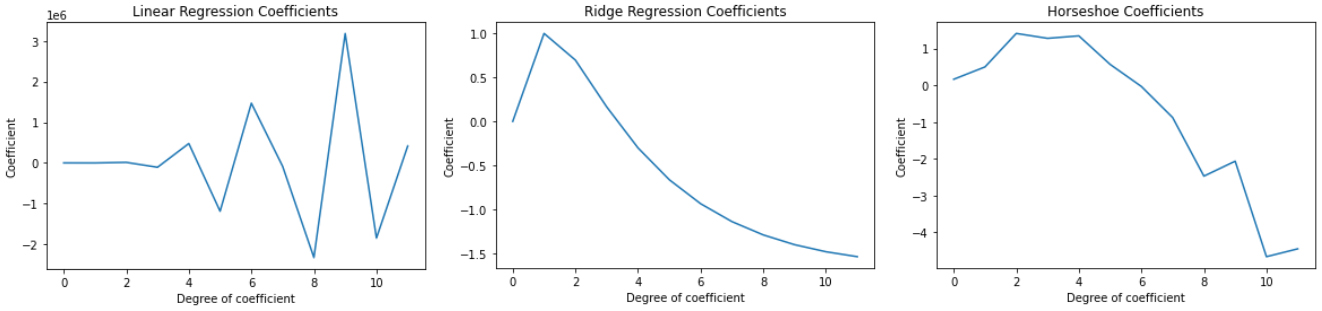 Linear Regression Coefficients
1e6
3
2
1
0
−1
−2
Coefficient
0 2 4 6 8 10
Degree of coefficient
Ridge Regression Coefficients
1.0
0.5
0.0
−0.5
−1.0
−1.5
Coefficient
0 2 4 6 8 10
Degree of coefficient
Horseshoe Coefficients
1
0
−1
−2
−3
−4
Coefficient
0 2 4 6 8 10
Degree of coefficient